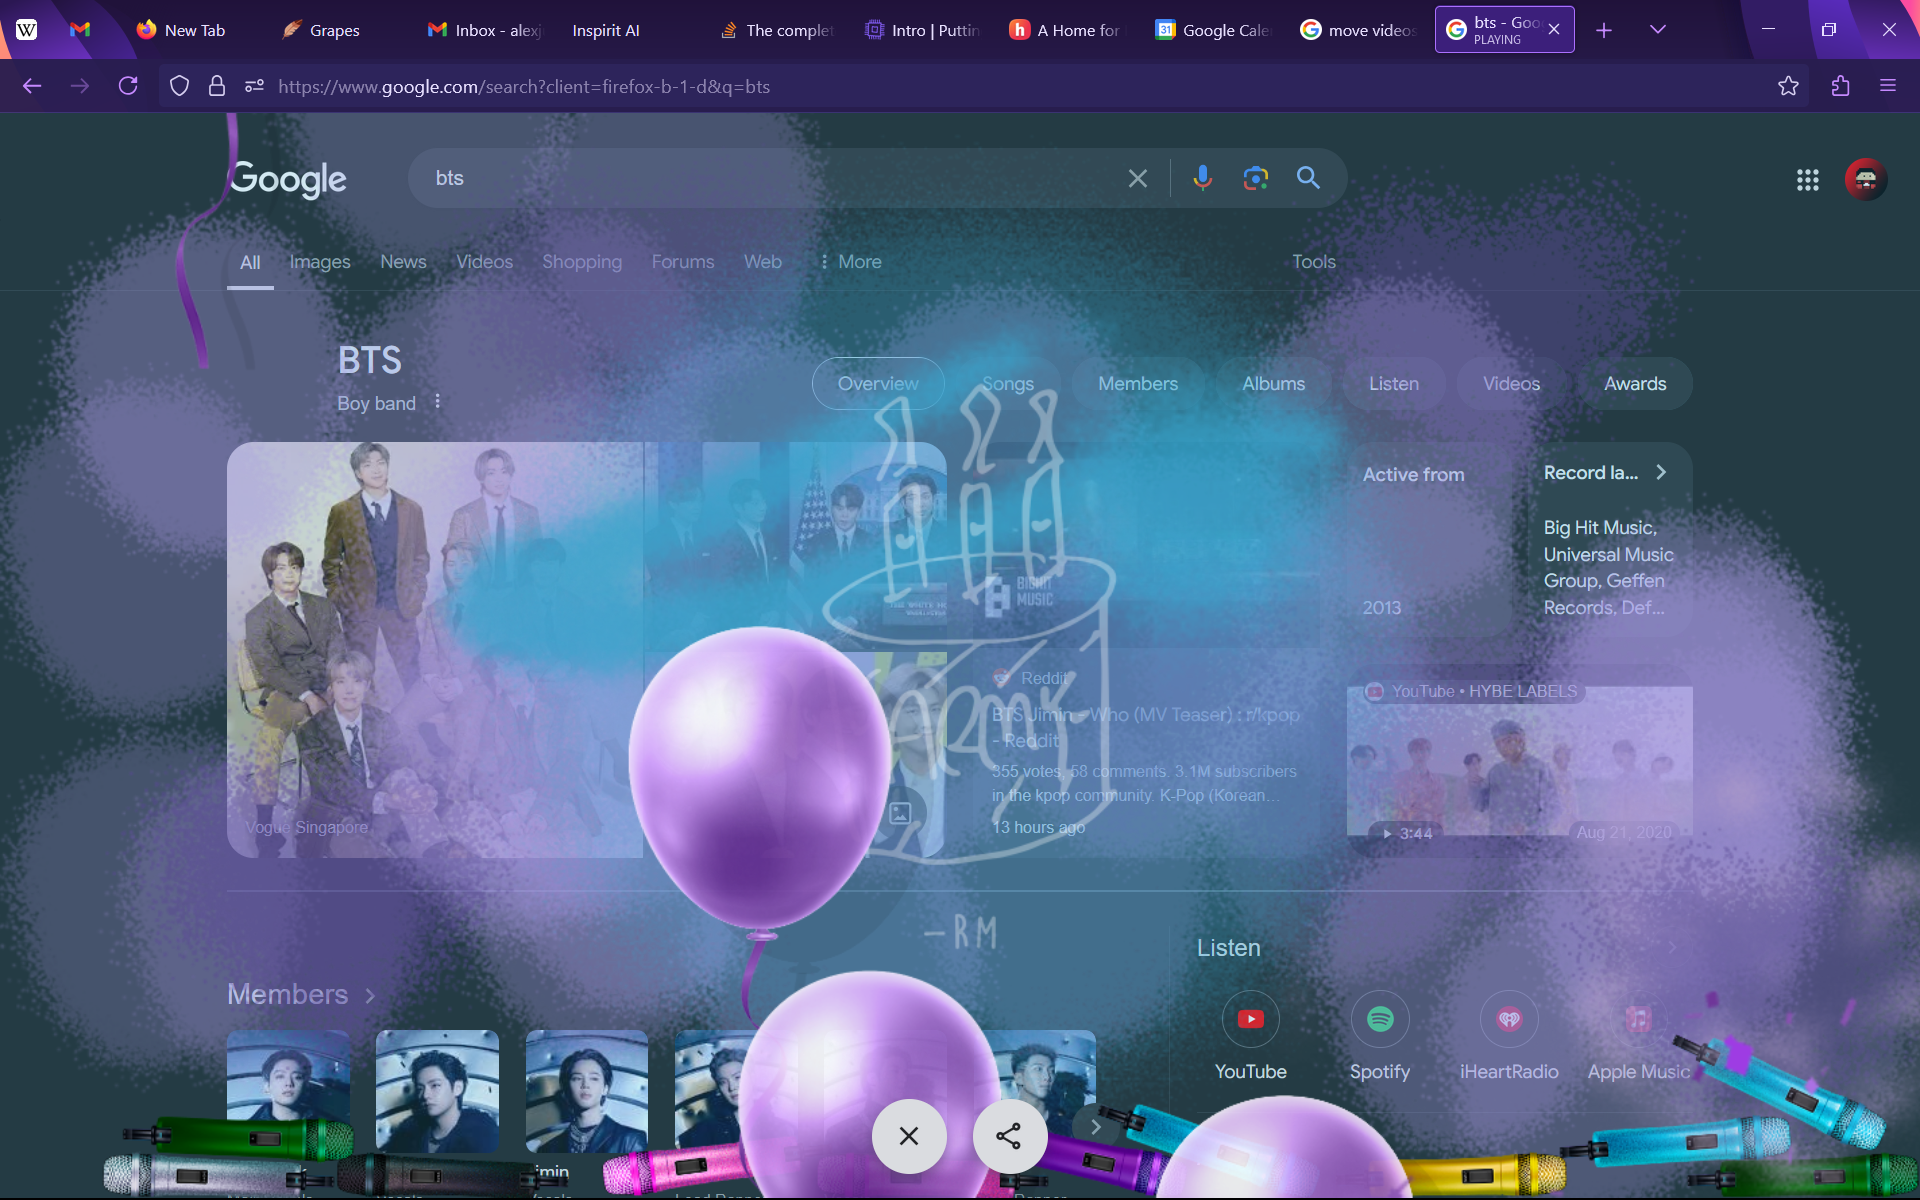 W
New Tab
Grapes
Inbox - alexj
Inspirit AI
The complet
Intro | Puttin
A Home for
31
Google Cale
move videos
bts - Goo
PLAYING
https://www.google.com/search?client=firefox-b-1-d&q=bts
Google
bts
All
Images
News
Videos
Shopping
Forums
Web
More
Tools
BTS
Boy band
Overview
Songs
Members
Albums
Listen
Videos
Awards
Active from
2013
Record la...
Big Hit Music,
Universal Music
Group, Geffen
Records, Def...
BIGHIT
MUSIC
Reddit
BTS Jimin - Who (MV Teaser) : r/kpop
- Reddit
355 votes, 58 comments. 3.1M subscribers
in the kpop community. K-Pop (Korean...
13 hours ago
YouTube • HYBE LABELS
3:44
Aug 21, 2020
Vogue Singapore
-RM
Members
Listen
YouTube
Spotify
iHeartRadio
Apple Music